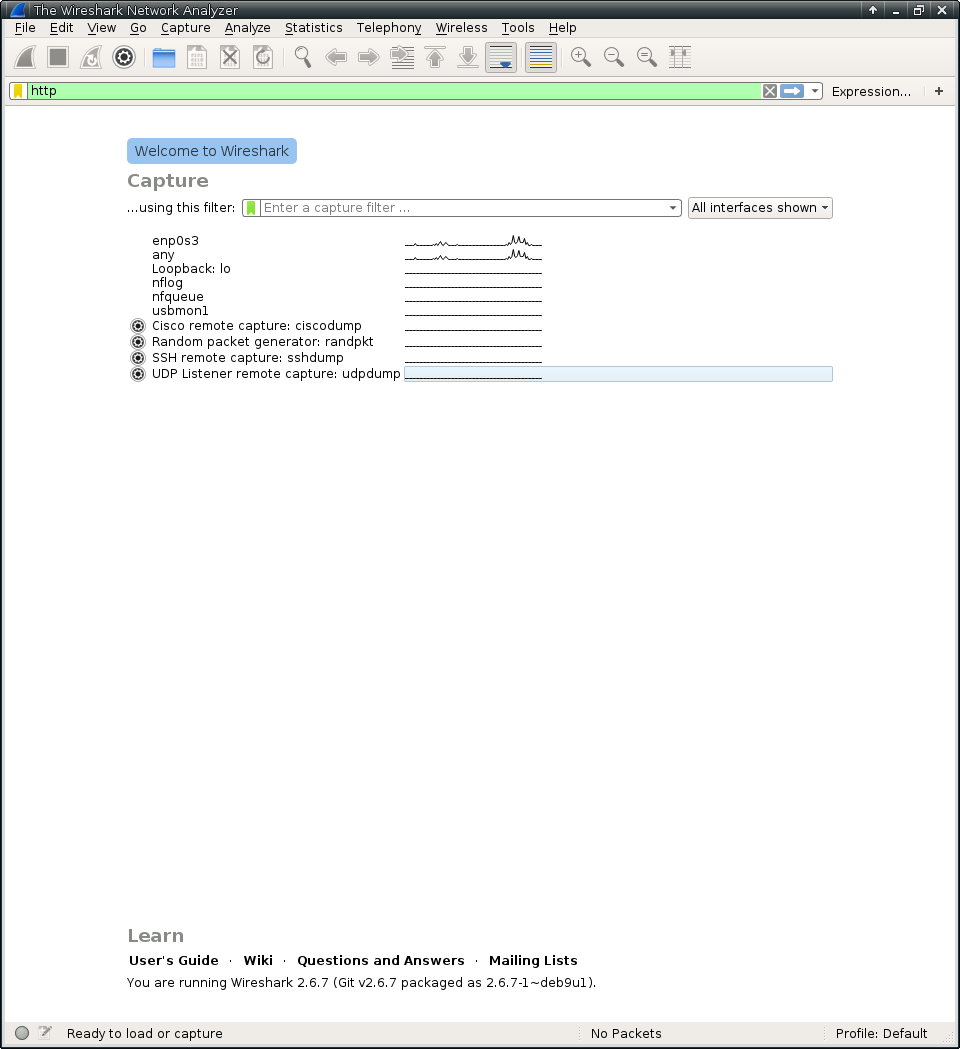 The Wireshark Network Analyzer
File Edit View Go Capture Analyze Statistics Telephony Wireless Tools Help
http Expression... +
Welcome to Wireshark
Capture
...using this filter: Enter a capture filter ... All interfaces shown
enp0s3
any
Loopback: lo
nflog
nfqueue
usbmon1
Cisco remote capture: ciscodump
Random packet generator: randpkt
SSH remote capture: sshdump
UDP Listener remote capture: udpdump
Learn
User's Guide · Wiki · Questions and Answers · Mailing Lists
You are running Wireshark 2.6.7 (Git v2.6.7 packaged as 2.6.7-1~deb9u1).
Ready to load or capture No Packets Profile: Default